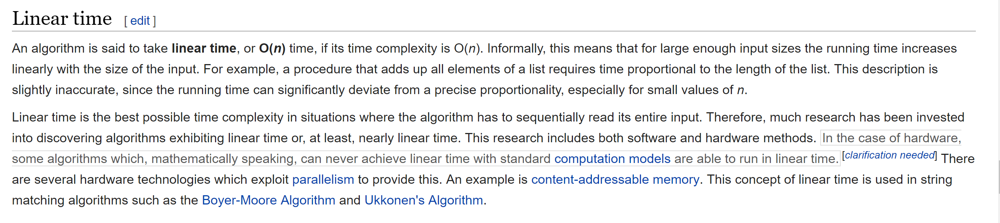 Linear time [ edit ]
An algorithm is said to take linear time, or O(n) time, if its time complexity is O(n). Informally, this means that for large enough input sizes the running time increases
linearly with the size of the input. For example, a procedure that adds up all elements of a list requires time proportional to the length of the list. This description is
slightly inaccurate, since the running time can significantly deviate from a precise proportionality, especially for small values of n.
Linear time is the best possible time complexity in situations where the algorithm has to sequentially read its entire input. Therefore, much research has been invested
into discovering algorithms exhibiting linear time or, at least, nearly linear time. This research includes both software and hardware methods. In the case of hardware,
some algorithms which, mathematically speaking, can never achieve linear time with standard computation models are able to run in linear time.[clarification needed] There
are several hardware technologies which exploit parallelism to provide this. An example is content-addressable memory. This concept of linear time is used in string
matching algorithms such as the Boyer-Moore Algorithm and Ukkonen's Algorithm.